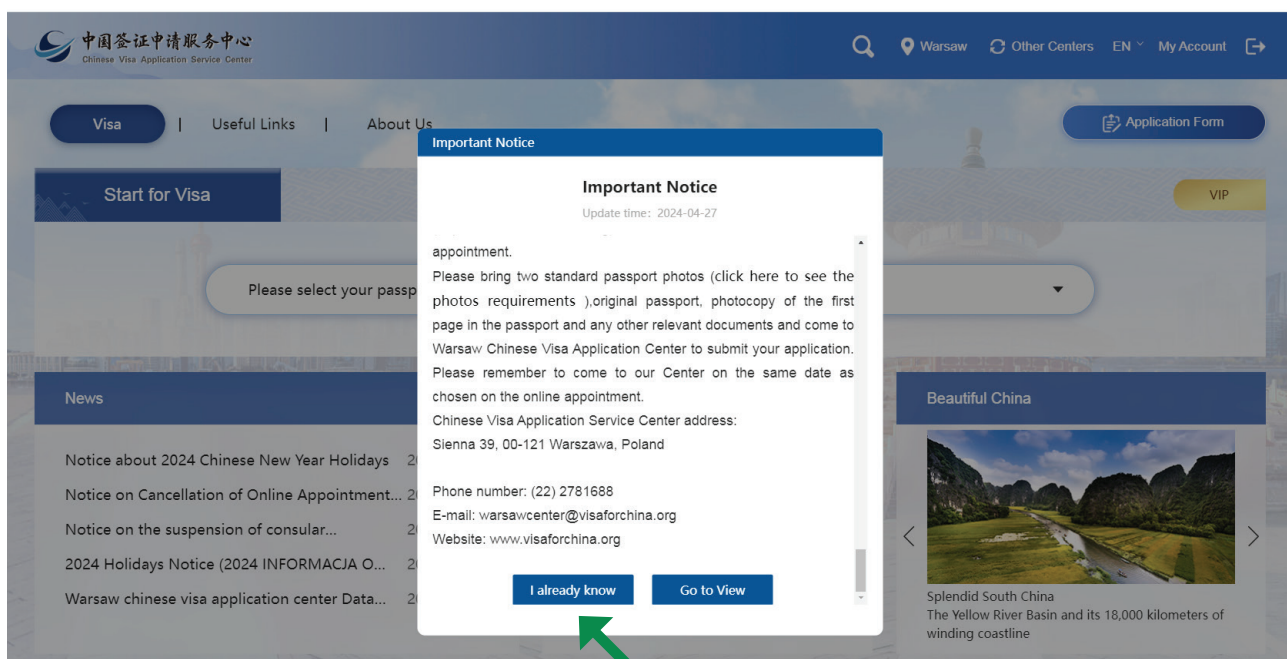 中国签证申请服务中心
Chinese Visa Application Service Center
Warsaw
Other Centers
EN
My Account
Visa | Useful Links | About Us
Application Form
Start for Visa
VIP
Please select your passp
Important Notice
Important Notice
Update time: 2024-04-27
appointment.
Please bring two standard passport photos (click here to see the
photos requirements ),original passport, photocopy of the first
page in the passport and any other relevant documents and come to
Warsaw Chinese Visa Application Center to submit your application.
Please remember to come to our Center on the same date as
chosen on the online appointment.
Chinese Visa Application Service Center address:
Sienna 39, 00-121 Warszawa, Poland
Phone number: (22) 2781688
E-mail: warsawcenter@visaforchina.org
Website: www.visaforchina.org
I already know
Go to View
News
Notice about 2024 Chinese New Year Holidays
Notice on Cancellation of Online Appointment...
Notice on the suspension of consular...
2024 Holidays Notice (2024 INFORMACJA O...
Warsaw chinese visa application center Data...
Beautiful China
Splendid South China
The Yellow River Basin and its 18,000 kilometers of
winding coastline